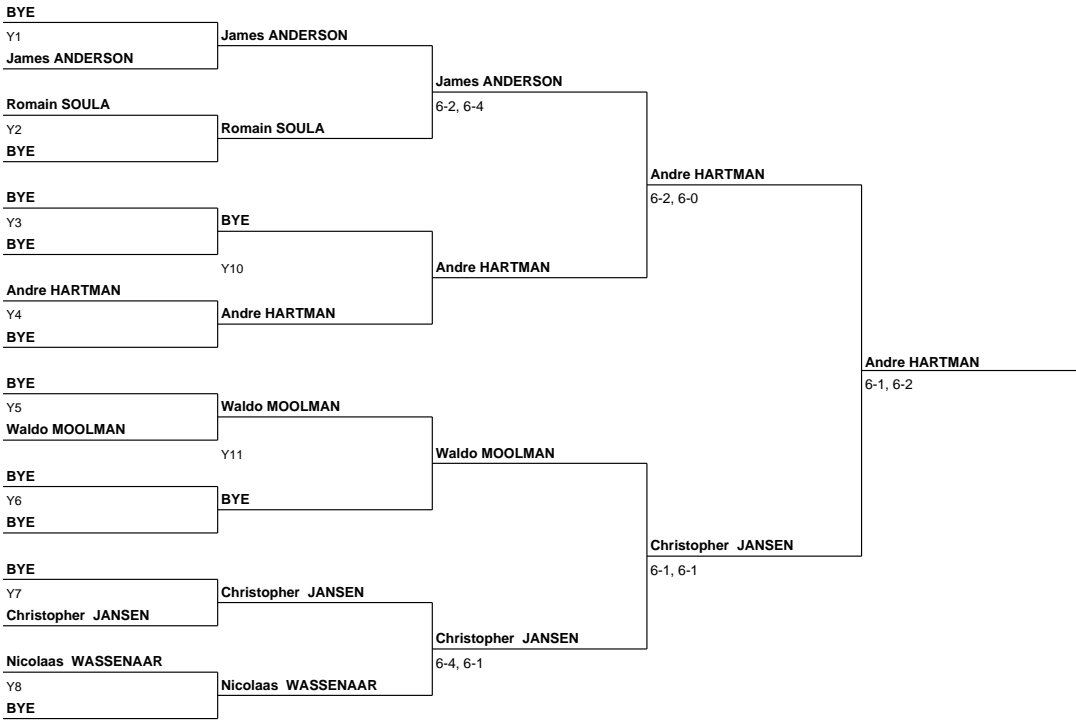 BYE
Y1
James ANDERSON
Romain SOULA
Y2
BYE
BYE
Y3
BYE
Andre HARTMAN
Y4
BYE
BYE
Y5
Waldo MOOLMAN
BYE
Y6
BYE
BYE
Y7
Christopher JANSEN
Nicolaas WASSENAAR
Y8
BYE
James ANDERSON
Romain SOULA
BYE
Y10
Andre HARTMAN
Waldo MOOLMAN
Y11
BYE
Christopher JANSEN
Nicolaas WASSENAAR
James ANDERSON
6-2, 6-4
Andre HARTMAN
Waldo MOOLMAN
Christopher JANSEN
6-4, 6-1
Andre HARTMAN
6-2, 6-0
Christopher JANSEN
6-1, 6-1
Andre HARTMAN
6-1, 6-2